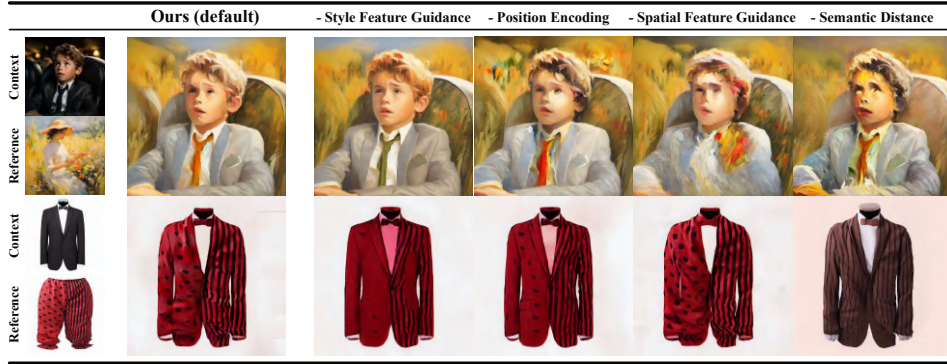 Ours (default) - Style Feature Guidance - Position Encoding - Spatial Feature Guidance - Semantic Distance
Context
Reference
Context
Reference